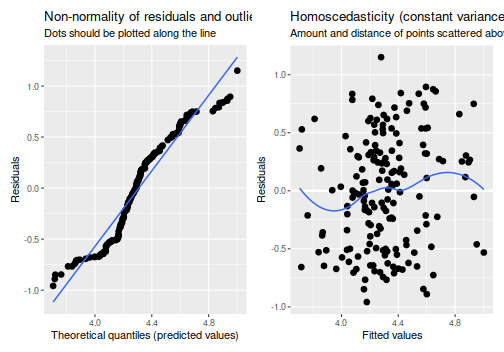 Non-normality of residuals and outlie
Dots should be plotted along the line
1.0
0.5
0.0
-0.5
-1.0
Residuals
4.0
4.4
4.8
Theoretical quantiles (predicted values)
Homoscedasticity (constant variance
Amount and distance of points scattered abo
1.0
0.5
0.0
-0.5
-1.0
Residuals
4.0
4.4
4.8
Fitted values